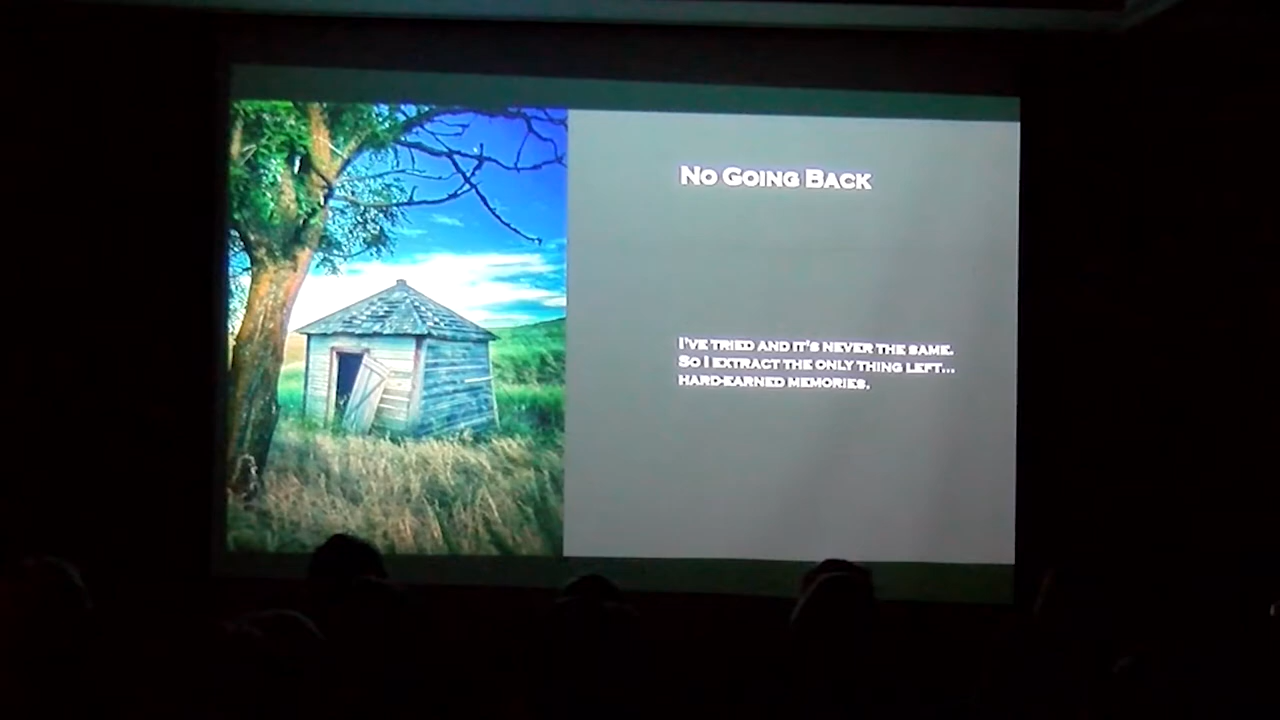 No Going Back
I've tried and it's never the same.
So I extract the only thing left...
hard-earned memories.